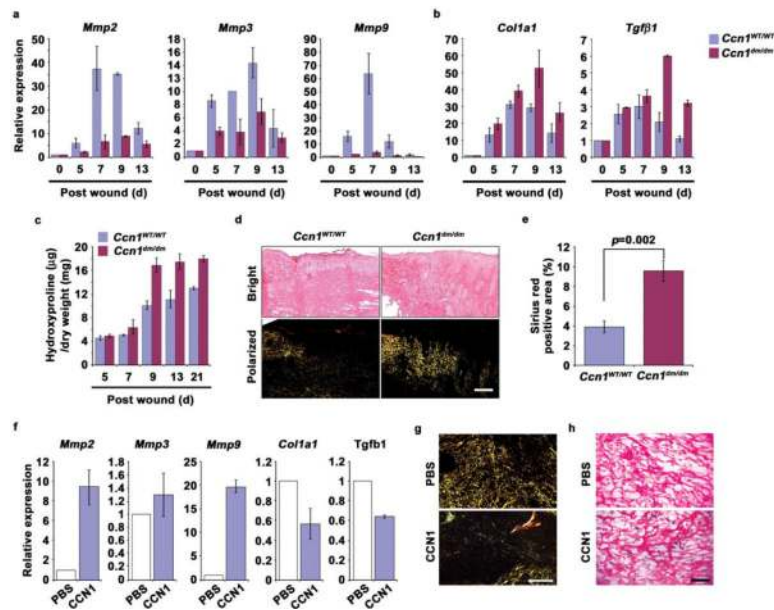 a
Mmp2
Mmp3
Mmp9
Relative expression
50
40
30
20
10
0
18
16
14
12
10
8
6
4
2
0
90
80
70
60
50
40
30
20
10
0
0 5 7 9 13
0 5 7 9 13
0 5 7 9 13
Post wound (d)
Post wound (d)
Post wound (d)
b
Col1a1
Tgfβ1
Ccn1WT/WT
Ccn1dm/dm
70
60
50
40
30
20
10
0
7
6
5
4
3
2
1
0
0 5 7 9 13
0 5 7 9 13
Post wound (d)
Post wound (d)
c
Ccn1WT/WT
Ccn1dm/dm
Hydroxyproline (µg)
/dry weight (mg)
20
16
12
8
4
0
5 7 9 13 21
Post wound (d)
d
Ccn1WT/WT
Ccn1dm/dm
Bright
Polarized
e
p=0.002
Sirius red
positive area (%)
12
10
8
6
4
2
0
Ccn1WT/WT
Ccn1dm/dm
f
Mmp2
Mmp3
Mmp9
Col1a1
Tgfb1
Relative expression
12
10
8
6
4
2
0
1.8
1.6
1.4
1.2
1
0.8
0.6
0.4
0.2
0
25
20
15
10
5
0
1.2
1
0.8
0.6
0.4
0.2
0
1.2
1
0.8
0.6
0.4
0.2
0
PBS CCN1
PBS CCN1
PBS CCN1
PBS CCN1
PBS CCN1
g
PBS
CCN1
h
PBS
CCN1